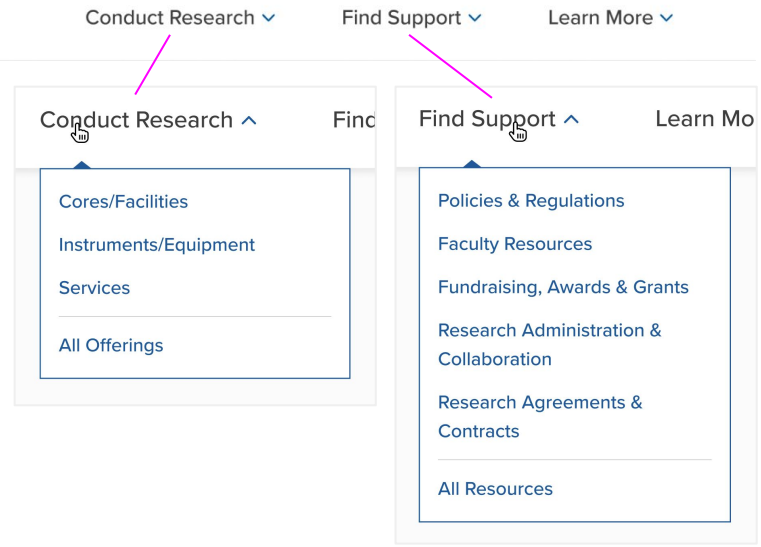 Conduct Research Find Support Learn More
Conduct Research Find
Cores/Facilities
Instruments/Equipment
Services
All Offerings
Find Support Learn Mo
Policies & Regulations
Faculty Resources
Fundraising, Awards & Grants
Research Administration &
Collaboration
Research Agreements &
Contracts
All Resources